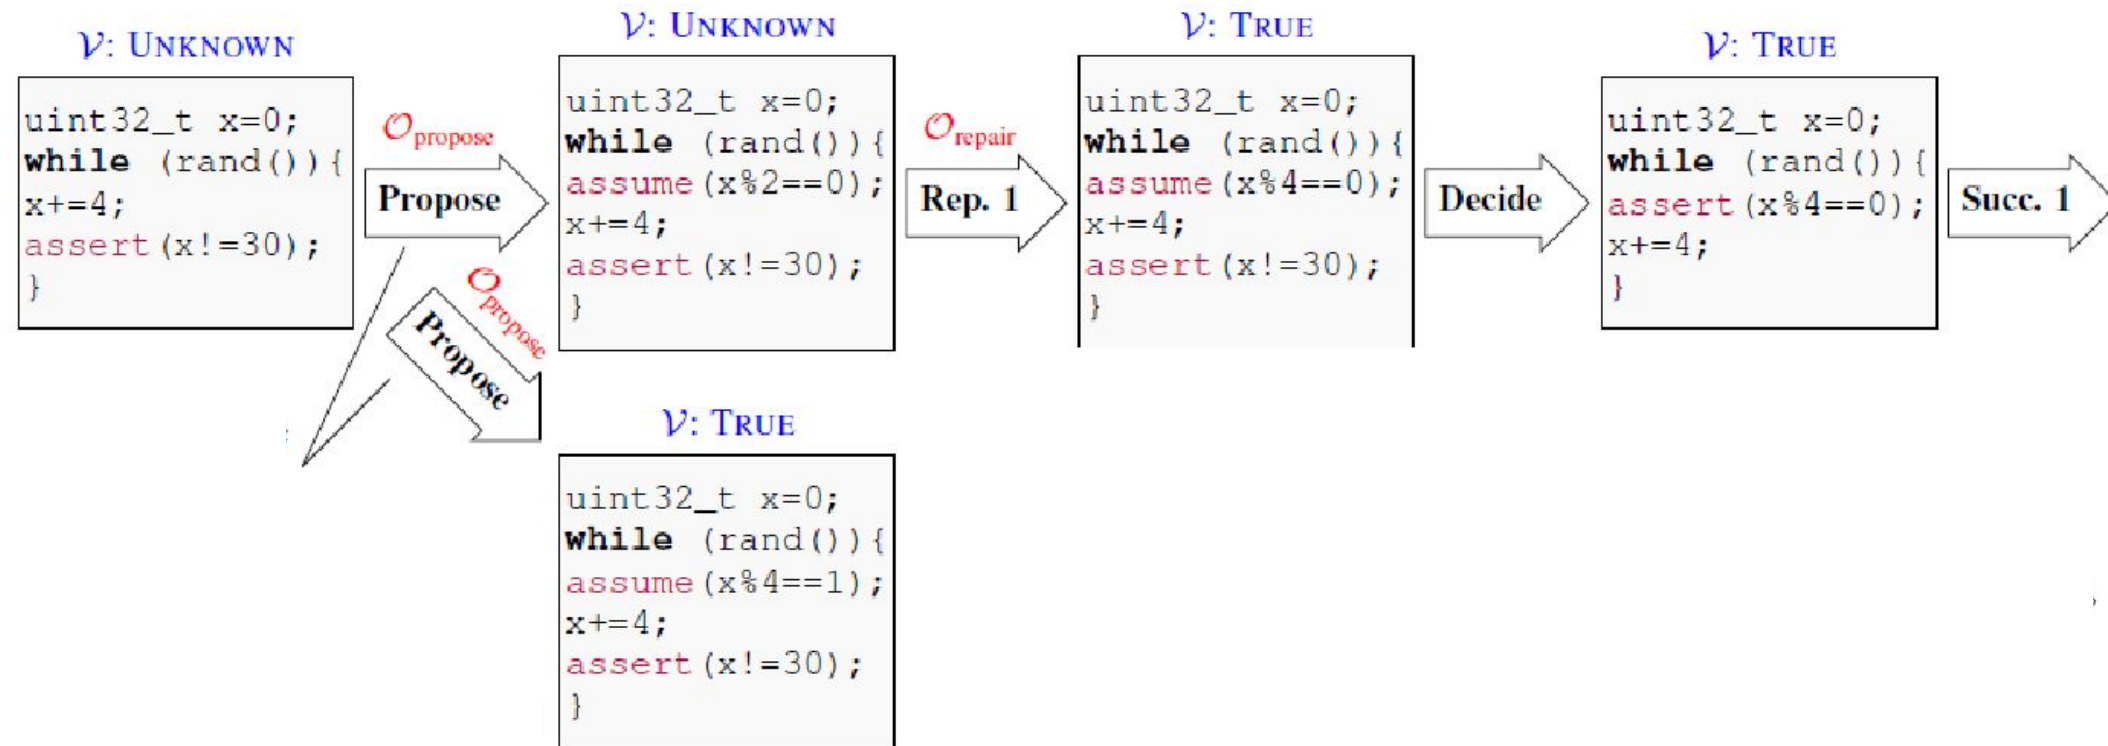 𝒱: UNKNOWN
uint32_t x=0;
while (rand()){
x+=4;
assert(x!=30);
}
𝒪propose
Propose
𝒱: UNKNOWN
uint32_t x=0;
while (rand()){
assume(x%2==0);
x+=4;
assert(x!=30);
}
𝒪repair
Rep. 1
𝒱: TRUE
uint32_t x=0;
while (rand()){
assume(x%4==0);
x+=4;
assert(x!=30);
}
Decide
𝒱: TRUE
uint32_t x=0;
while (rand()){
assert(x%4==0);
x+=4;
}
Succ. 1
𝒪propose
Propose
𝒱: TRUE
uint32_t x=0;
while (rand()){
assume(x%4==1);
x+=4;
assert(x!=30);
}